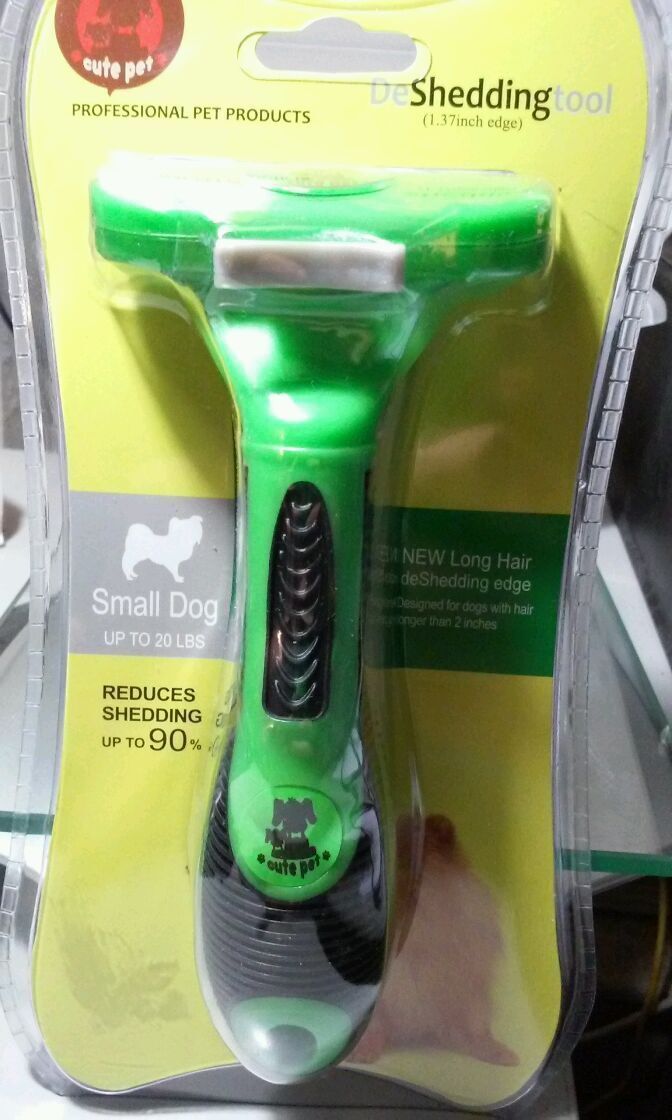 cute pet
PROFESSIONAL PET PRODUCTS
DeSheddingtool
(1.37inch edge)
NEW Long Hair
deShedding edge
Designed for dogs with hair
longer than 2 inches
Small Dog
UP TO 20 LBS
REDUCES
SHEDDING
UP TO 90%
cute pet